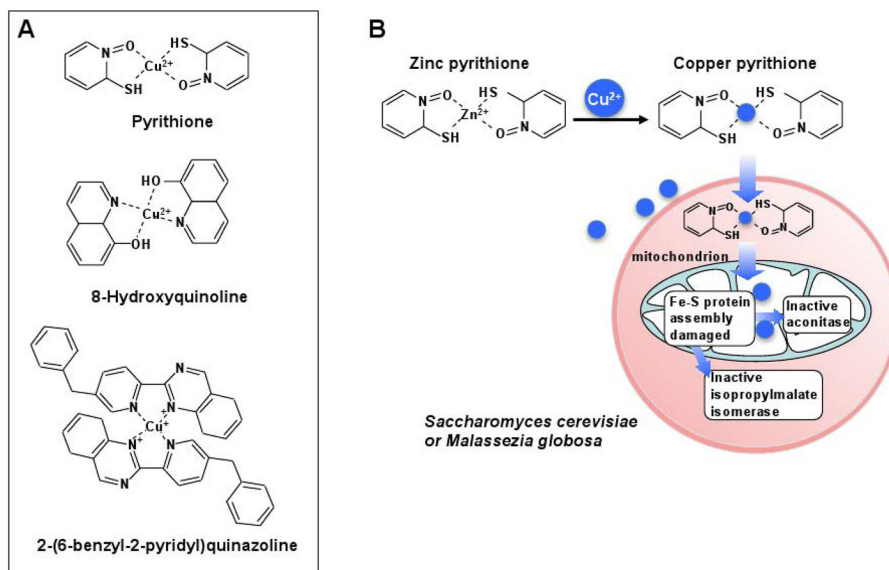 A
N
O
HS
Cu2+
SH
O
N
Pyrithione
N
HO
Cu2+
OH
N
8-Hydroxyquinoline
N
N
N
+
Cu+
N
+
N
N
2-(6-benzyl-2-pyridyl)quinazoline
B
Zinc pyrithione
N
O
HS
Zn2+
SH
O
N
Cu2+
Copper pyrithione
N
O
HS
SH
O
N
N
O
HS
SH
O
N
mitochondrion
Fe-S protein
assembly
damaged
Inactive
aconitase
Inactive
isopropylmalate
isomerase
Saccharomyces cerevisiae
or Malassezia globosa